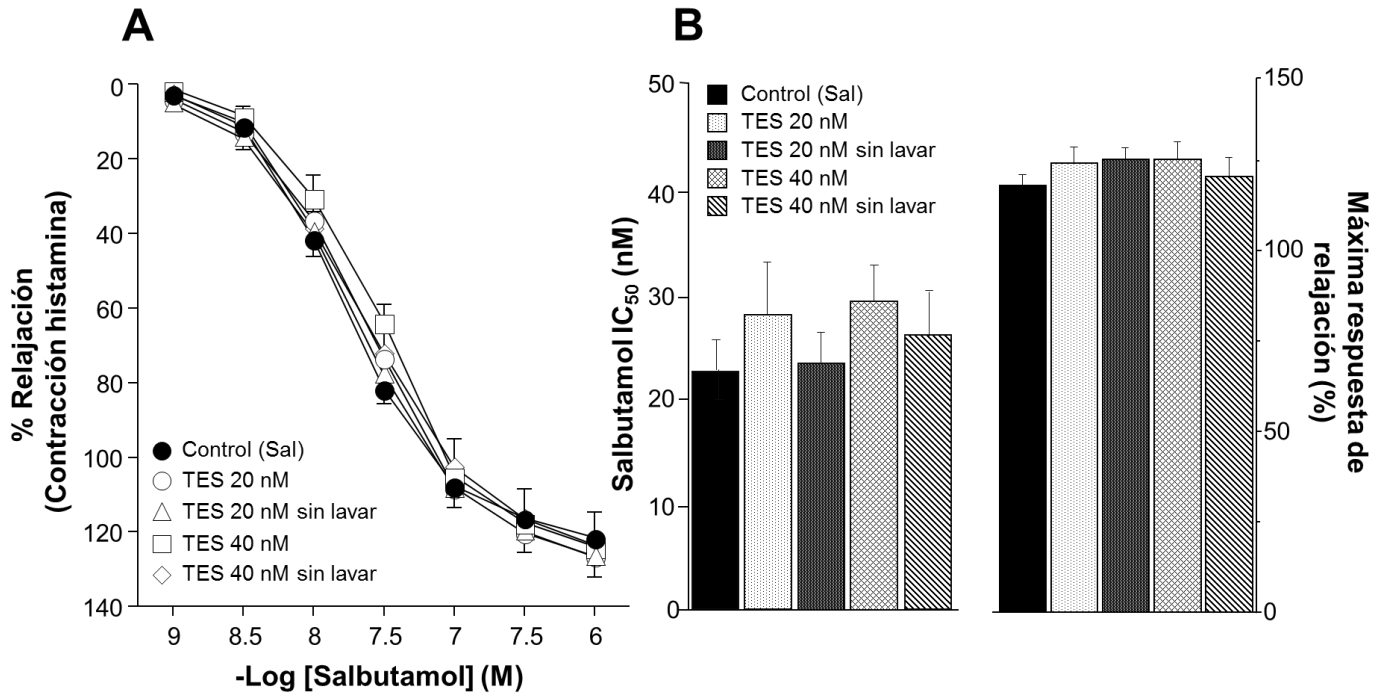 A
0
20
40
60
80
100
120
140
% Relajación
(Contracción histamina)
Control (Sal)
TES 20 nM
TES 20 nM sin lavar
TES 40 nM
TES 40 nM sin lavar
9 8.5 8 7.5 7 7.5 6
-Log [Salbutamol] (M)
B
50
40
30
20
10
0
Salbutamol IC50 (nM)
Control (Sal)
TES 20 nM
TES 20 nM sin lavar
TES 40 nM
TES 40 nM sin lavar
150
100
50
0
Máxima respuesta de
relajación (%)